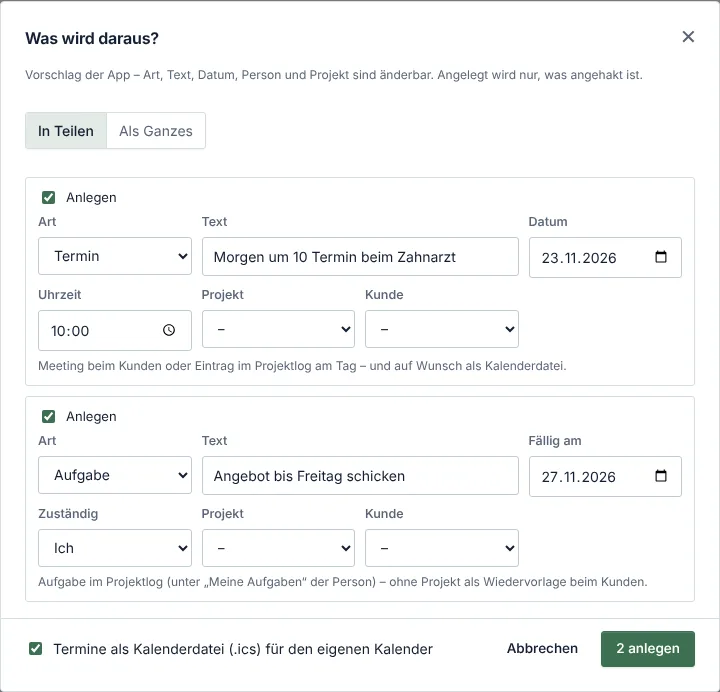 Was wird daraus?
Vorschlag der App – Art, Text, Datum, Person und Projekt sind änderbar. Angelegt wird nur, was angehakt ist.
In Teilen Als Ganzes
Anlegen
Art Text Datum
Termin Morgen um 10 Termin beim Zahnarzt 23.11.2026
Uhrzeit Projekt Kunde
10:00 – –
Meeting beim Kunden oder Eintrag im Projektlog am Tag – und auf Wunsch als Kalenderdatei.
Anlegen
Art Text Fällig am
Aufgabe Angebot bis Freitag schicken 27.11.2026
Zuständig Projekt Kunde
Ich – –
Aufgabe im Projektlog (unter „Meine Aufgaben“ der Person) – ohne Projekt als Wiedervorlage beim Kunden.
Termine als Kalenderdatei (.ics) für den eigenen Kalender Abbrechen 2 anlegen